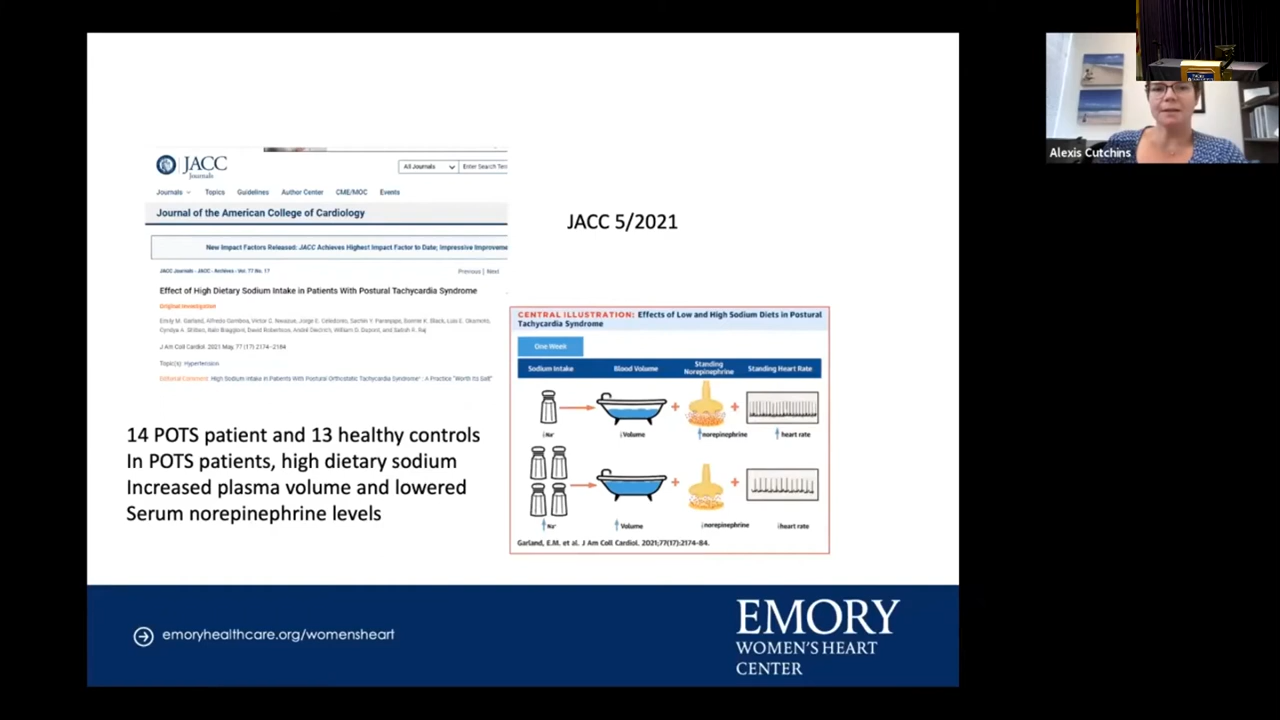 JACC
Journals
All Journals
Enter Search Ter
Journals
Topics
Guidelines
Author Center
CME/MOC
Events
Journal of the American College of Cardiology
New Impact Factors Released: JACC Achieves Highest Impact Factor to Date; Impressive Improveme
JACC Journals › JACC › Archives › Vol. 77 No. 17
Previous | Next
Effect of High Dietary Sodium Intake in Patients With Postural Tachycardia Syndrome
Original Investigation
Emily M. Garland, Alfredo Gamboa, Victor C. Nwazue, Jorge E. Celedonio, Sachin Y. Paranjape, Bonnie K. Black, Luis E. Okamoto,
Cyndya A. Shibao, Italo Biaggioni, David Robertson, André Diedrich, William D. Dupont, and Satish R. Raj
J Am Coll Cardiol. 2021 May, 77 (17) 2174–2184
Topic(s): Hypertension
Editorial Comment: High Sodium Intake in Patients With Postural Orthostatic Tachycardia Syndrome*: A Practice "Worth Its Salt"
JACC 5/2021
CENTRAL ILLUSTRATION: Effects of Low and High Sodium Diets in Postural
Tachycardia Syndrome
One Week
Sodium Intake
Blood Volume
Standing
Norepinephrine
Standing Heart Rate
↓Na⁺
↓Volume
↑norepinephrine
↑heart rate
↑Na⁺
↑Volume
↓norepinephrine
↓heart rate
Garland, E.M. et al. J Am Coll Cardiol. 2021;77(17):2174-84.
14 POTS patient and 13 healthy controls
In POTS patients, high dietary sodium
Increased plasma volume and lowered
Serum norepinephrine levels
emoryhealthcare.org/womensheart
EMORY
WOMEN'S HEART
CENTER
Alexis Cutchins